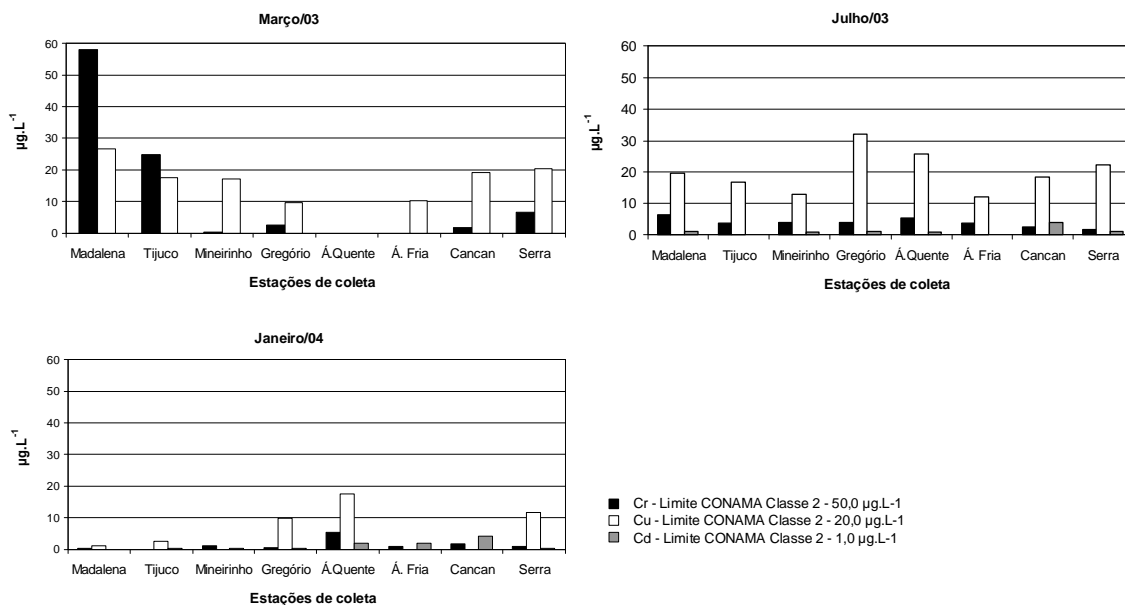 Março/03
60
50
40
30
20
10
0
µg.L-1
Madalena Tijuco Mineirinho Gregório Á.Quente Á. Fria Cancan Serra
Estações de coleta
Julho/03
60
50
40
30
20
10
0
µg.L-1
Madalena Tijuco Mineirinho Gregório Á.Quente Á. Fria Cancan Serra
Estações de coleta
Janeiro/04
60
50
40
30
20
10
0
µg.L-1
Madalena Tijuco Mineirinho Gregório Á.Quente Á. Fria Cancan Serra
Estações de coleta
Cr - Limite CONAMA Classe 2 - 50,0 µg.L-1
Cu - Limite CONAMA Classe 2 - 20,0 µg.L-1
Cd - Limite CONAMA Classe 2 - 1,0 µg.L-1